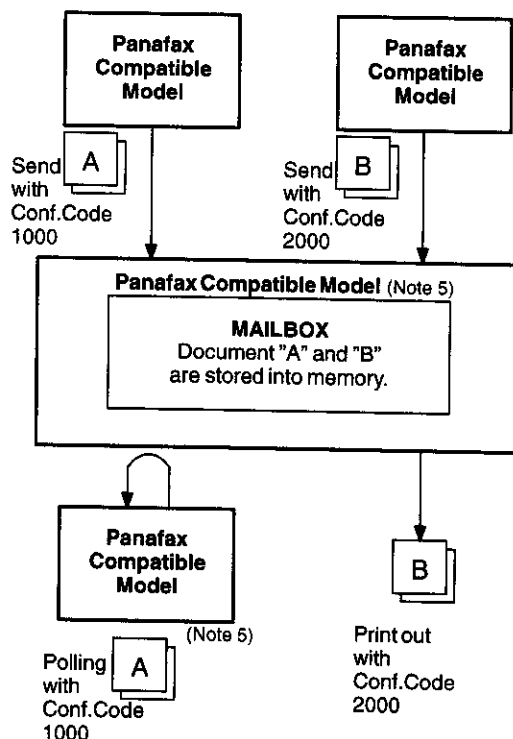 Panafax
Compatible
Model
Panafax
Compatible
Model
A
Send
with
Conf.Code
1000
B
Send
with
Conf.Code
2000
Panafax Compatible Model (Note 5)
MAILBOX
Document "A" and "B"
are stored into memory.
Panafax
Compatible
Model
(Note 5)
A
Polling
with
Conf.Code
1000
B
Print out
with
Conf.Code
2000